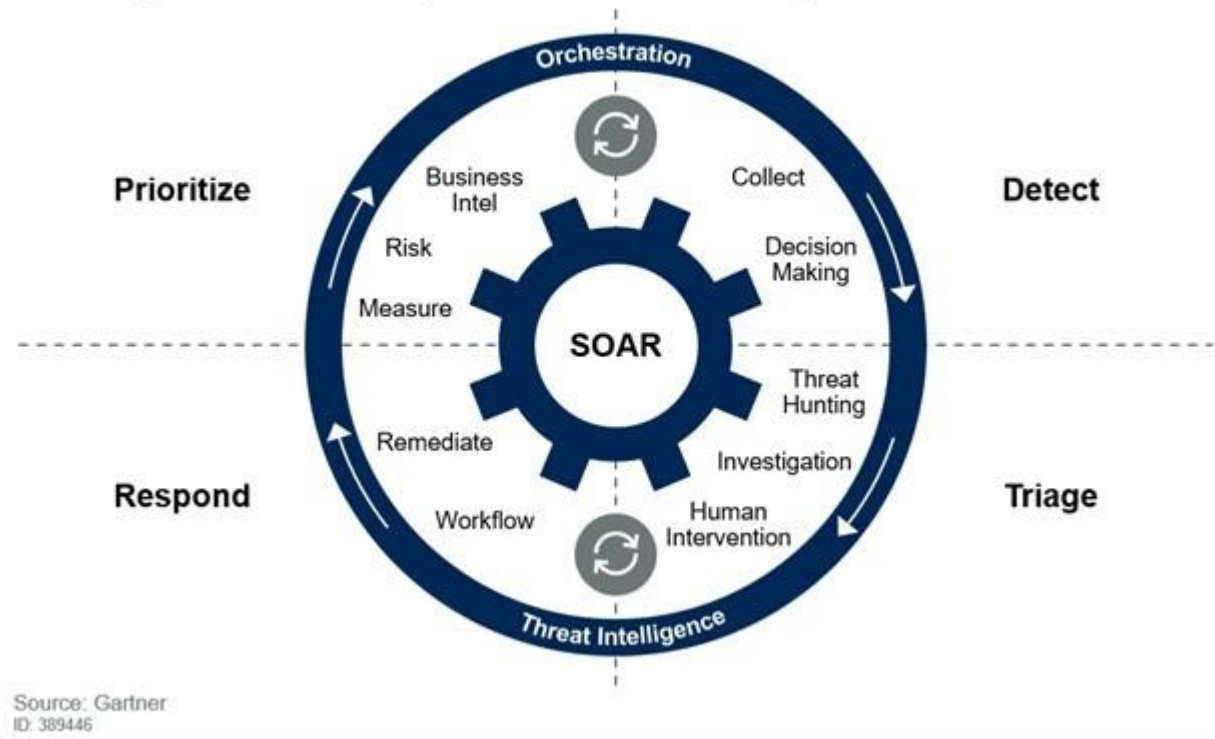 Orchestration
Prioritize
Business
Intel
Risk
Measure
Collect
Decision
Making
Detect
SOAR
Threat
Hunting
Investigation
Human
Intervention
Triage
Respond
Remediate
Workflow
Threat Intelligence
Source: Gartner
ID: 389446